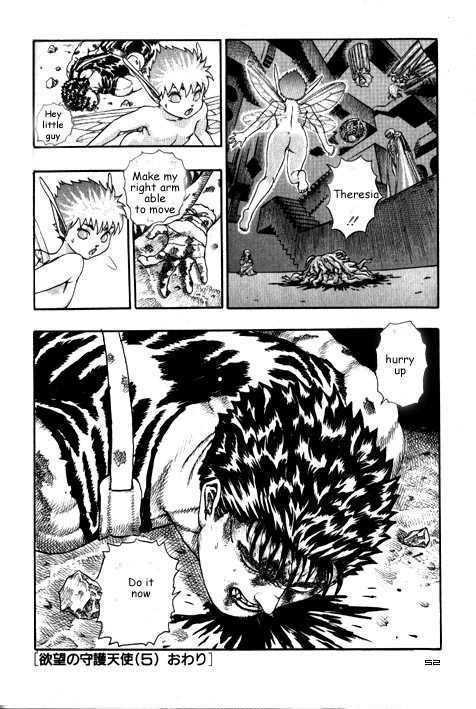 Theresia
!!
Hey
little
guy
Make my
right arm
able
to move
hurry
up
Do it
now
[欲望の守護天使(5) おわり]
52